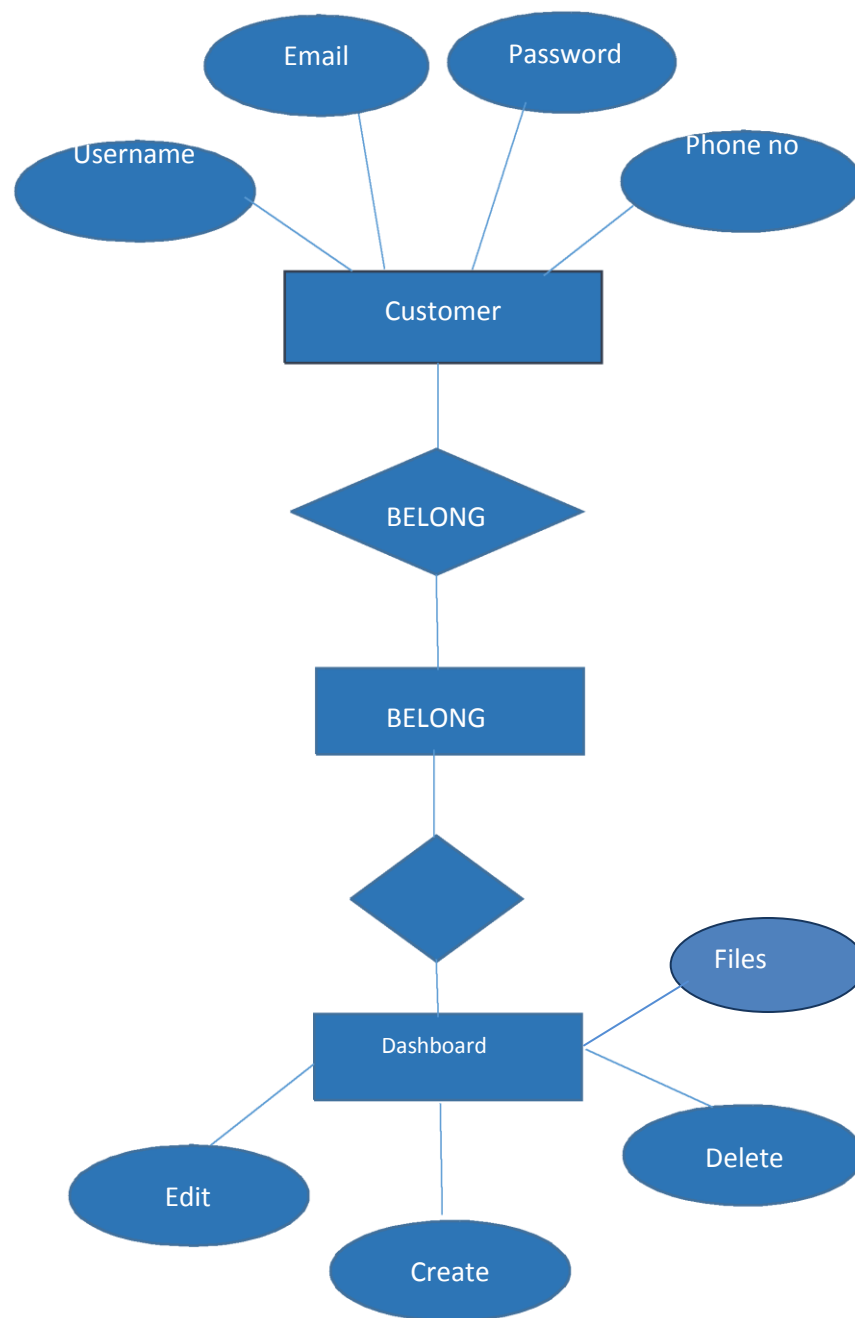 Email
Password
Username
Phone no
Customer
BELONG
BELONG
Files
Dashboard
Delete
Edit
Create